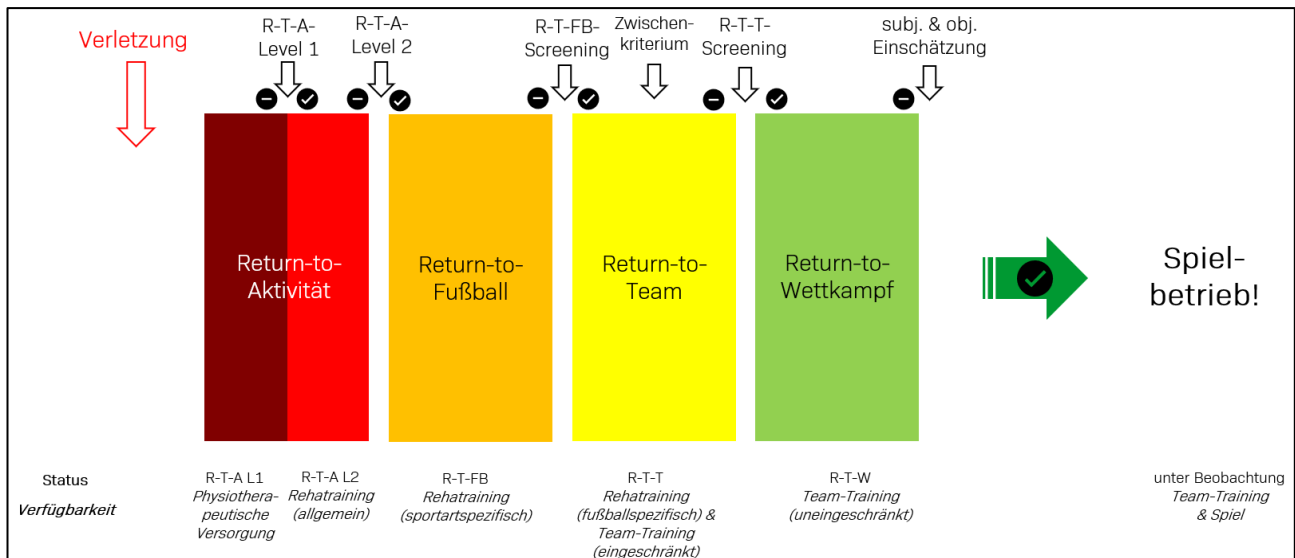 Verletzung
R-T-A-
Level 1
R-T-A-
Level 2
R-T-FB-
Screening
Zwischen-
kriterium
R-T-T-
Screening
subj. & obj.
Einschätzung
Return-to-
Aktivität
Return-to-
Fußball
Return-to-
Team
Return-to-
Wettkampf
Spiel-
betrieb!
Status
Verfügbarkeit
R-T-A L1
Physiothera-
peutische
Versorgung
R-T-A L2
Rehatraining
(allgemein)
R-T-FB
Rehatraining
(sportartspezifisch)
R-T-T
Rehatraining
(fußballspezifisch) &
Team-Training
(eingeschränkt)
R-T-W
Team-Training
(uneingeschränkt)
unter Beobachtung
Team-Training
& Spiel